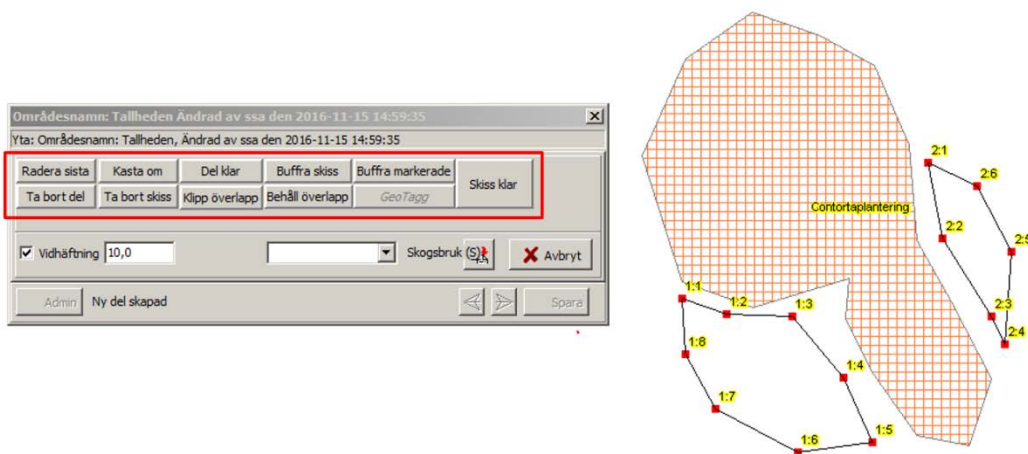 Områdesnamn: Tallheden Ändrad av ssa den 2016-11-15 14:59:35
Yta: Områdesnamn: Tallheden, Ändrad av ssa den 2016-11-15 14:59:35
Radera sista Kasta om Del klar Buffra skiss Buffra markerade Skiss klar
Ta bort del Ta bort skiss Klipp överlapp Behåll överlapp GeoTagg
Vidhäftning 10,0 Skogsbruk (S) Avbryt
Admin Ny del skapad Spara
Contortaplantering
1:1
1:2
1:3
1:4
1:5
1:6
1:7
1:8
2:1
2:2
2:3
2:4
2:5
2:6